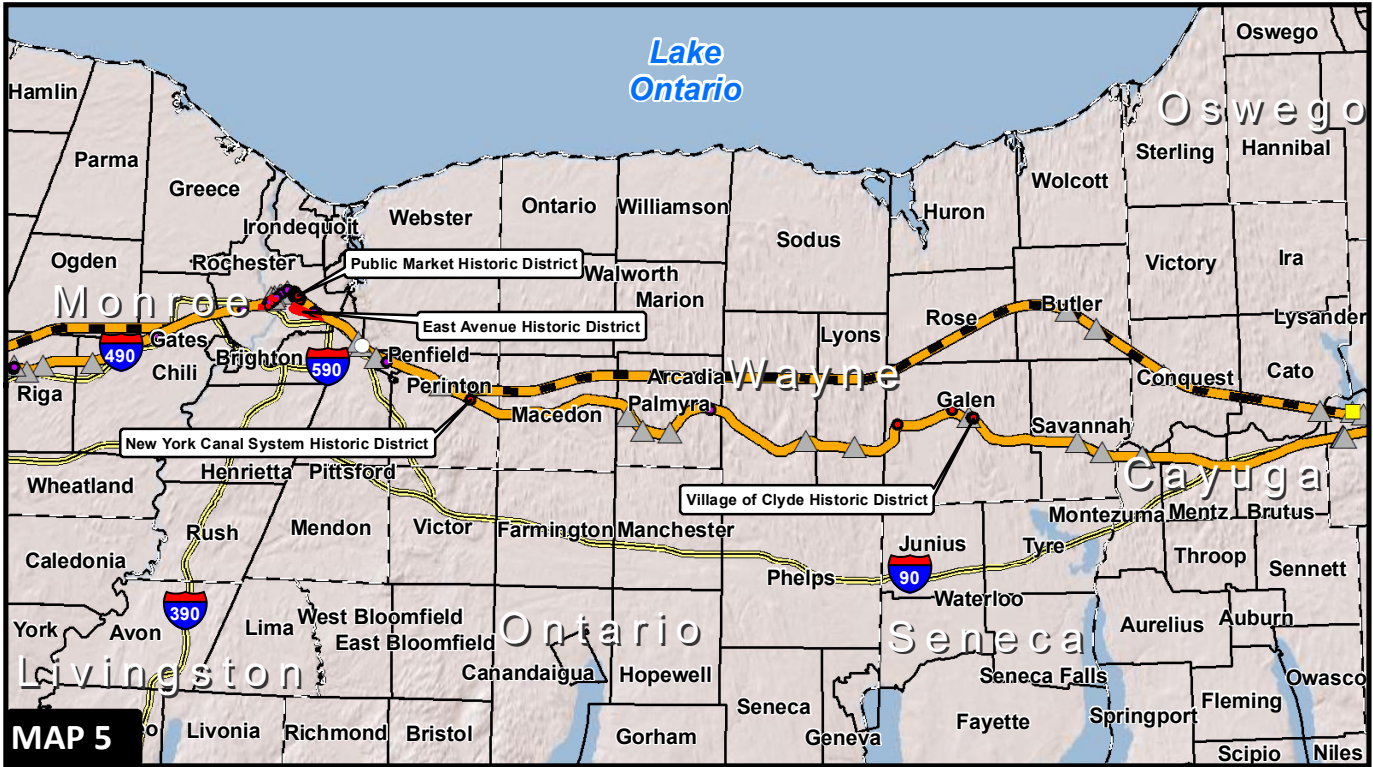 Lake
Ontario
Oswego
Hamlin
Oswego
Parma
Sterling
Hannibal
Greece
Wolcott
Webster
Ontario
Williamson
Huron
Irondequoit
Sodus
Ogden
Rochester
Public Market Historic District
Walworth
Victory
Ira
Monroe
Marion
Butler
East Avenue Historic District
Rose
Lysander
Gates
Lyons
490
Brighton
590
Penfield
Chili
Wayne
Arcadia
Conquest
Cato
Riga
Perinton
Palmyra
Galen
Macedon
Savannah
New York Canal System Historic District
Henrietta
Pittsford
Cayuga
Wheatland
Village of Clyde Historic District
Montezuma
Mentz
Brutus
Rush
Mendon
Victor
Farmington
Manchester
Junius
Tyre
Caledonia
Throop
Sennett
Phelps
90
Waterloo
390
York
Avon
Lima
West Bloomfield
East Bloomfield
Ontario
Seneca
Aurelius
Auburn
Livingston
Canandaigua
Hopewell
Seneca Falls
Owasco
Fleming
Seneca
Springport
MAP 5
o
Livonia
Richmond
Bristol
Gorham
Geneva
Fayette
Scipio
Niles